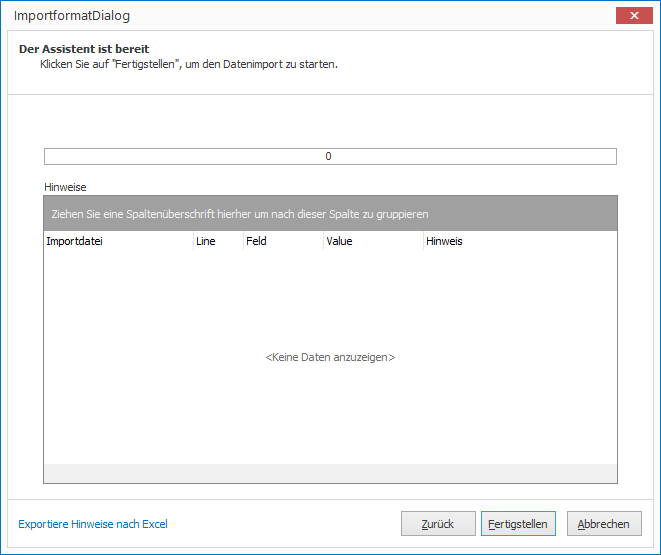 ImportformatDialog
Der Assistent ist bereit
Klicken Sie auf "Fertigstellen", um den Datenimport zu starten.
0
Hinweise
Ziehen Sie eine Spaltenüberschrift hierher um nach dieser Spalte zu gruppieren
Importdatei Line Feld Value Hinweis
<Keine Daten anzuzeigen>
Exportiere Hinweise nach Excel Zurück Fertigstellen Abbrechen